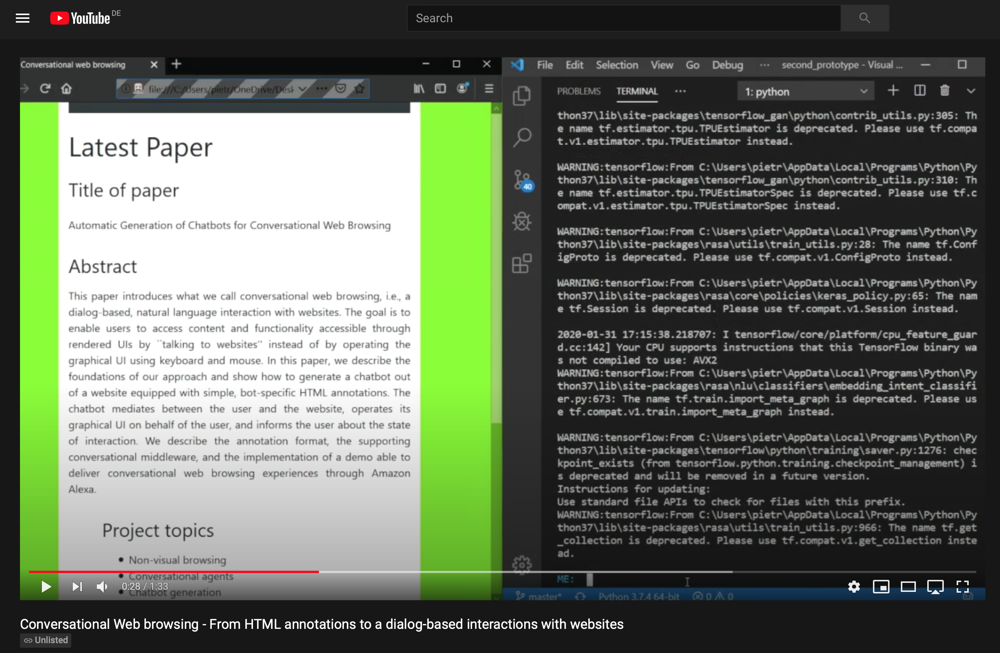 YouTube DE
Search
Conversational web browsing
file:///C:/Users/pietr/OneDrive/Desk
Latest Paper
Title of paper
Automatic Generation of Chatbots for Conversational Web Browsing
Abstract
This paper introduces what we call conversational web browsing, i.e., a
dialog-based, natural language interaction with websites. The goal is to
enable users to access content and functionality accessible through
rendered UIs by ``talking to websites'' instead of by operating the
graphical UI using keyboard and mouse. In this paper, we describe the
foundations of our approach and show how to generate a chatbot out
of a website equipped with simple, bot-specific HTML annotations. The
chatbot mediates between the user and the website, operates its
graphical UI on behalf of the user, and informs the user about the state
of interaction. We describe the annotation format, the supporting
conversational middleware, and the implementation of a demo able to
deliver conversational web browsing experiences through Amazon
Alexa.
Project topics
• Non-visual browsing
• Conversational agents
• Chatbot generation
0:28 / 1:33
File Edit Selection View Go Debug ··· second_prototype - Visual ...
PROBLEMS TERMINAL ··· 1: python
40
thon37\lib\site-packages\tensorflow_gan\python\contrib_utils.py:305: Th
e name tf.estimator.tpu.TPUEstimator is deprecated. Please use tf.compa
t.v1.estimator.tpu.TPUEstimator instead.
WARNING:tensorflow:From C:\Users\pietr\AppData\Local\Programs\Python\Py
thon37\lib\site-packages\tensorflow_gan\python\contrib_utils.py:310: Th
e name tf.estimator.tpu.TPUEstimatorSpec is deprecated. Please use tf.c
ompat.v1.estimator.tpu.TPUEstimatorSpec instead.
WARNING:tensorflow:From C:\Users\pietr\AppData\Local\Programs\Python\Py
thon37\lib\site-packages\rasa\utils\train_utils.py:28: The name tf.Conf
igProto is deprecated. Please use tf.compat.v1.ConfigProto instead.
WARNING:tensorflow:From C:\Users\pietr\AppData\Local\Programs\Python\Py
thon37\lib\site-packages\rasa\core\policies\keras_policy.py:65: The nam
e tf.Session is deprecated. Please use tf.compat.v1.Session instead.
2020-01-31 17:15:38.218707: I tensorflow/core/platform/cpu_feature_guar
d.cc:142] Your CPU supports instructions that this TensorFlow binary wa
s not compiled to use: AVX2
WARNING:tensorflow:From C:\Users\pietr\AppData\Local\Programs\Python\Py
thon37\lib\site-packages\rasa\nlu\classifiers\embedding_intent_classifi
er.py:673: The name tf.train.import_meta_graph is deprecated. Please us
e tf.compat.v1.train.import_meta_graph instead.
WARNING:tensorflow:From C:\Users\pietr\AppData\Local\Programs\Python\Py
thon37\lib\site-packages\tensorflow\python\training\saver.py:1276: chec
kpoint_exists (from tensorflow.python.training.checkpoint_management) i
s deprecated and will be removed in a future version.
Instructions for updating:
Use standard file APIs to check for files with this prefix.
WARNING:tensorflow:From C:\Users\pietr\AppData\Local\Programs\Python\Py
thon37\lib\site-packages\rasa\utils\train_utils.py:966: The name tf.get
_collection is deprecated. Please use tf.compat.v1.get_collection inste
ad.
ME:
master* Python 3.7.4 64-bit 0 0
Conversational Web browsing - From HTML annotations to a dialog-based interactions with websites
Unlisted